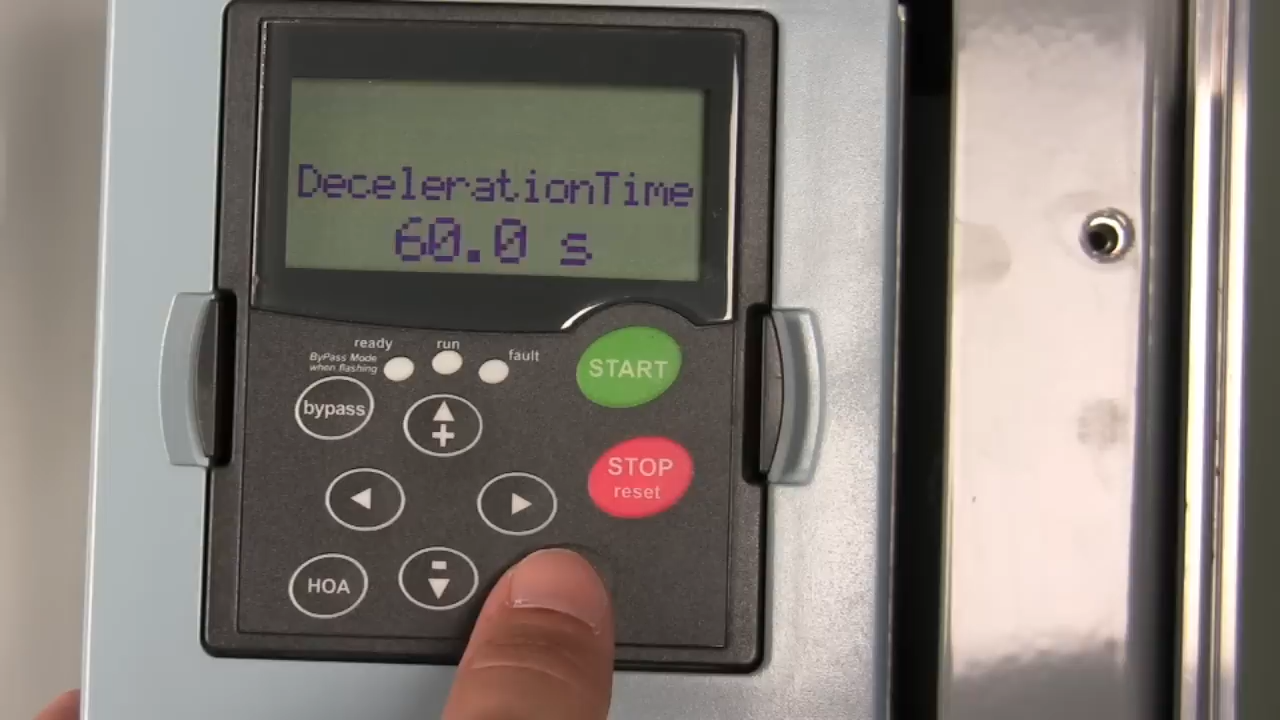 DecelerationTime
60.0 s
ready
run
fault
ByPass Mode
when flashing
START
bypass
+
STOP
reset
HOA
-